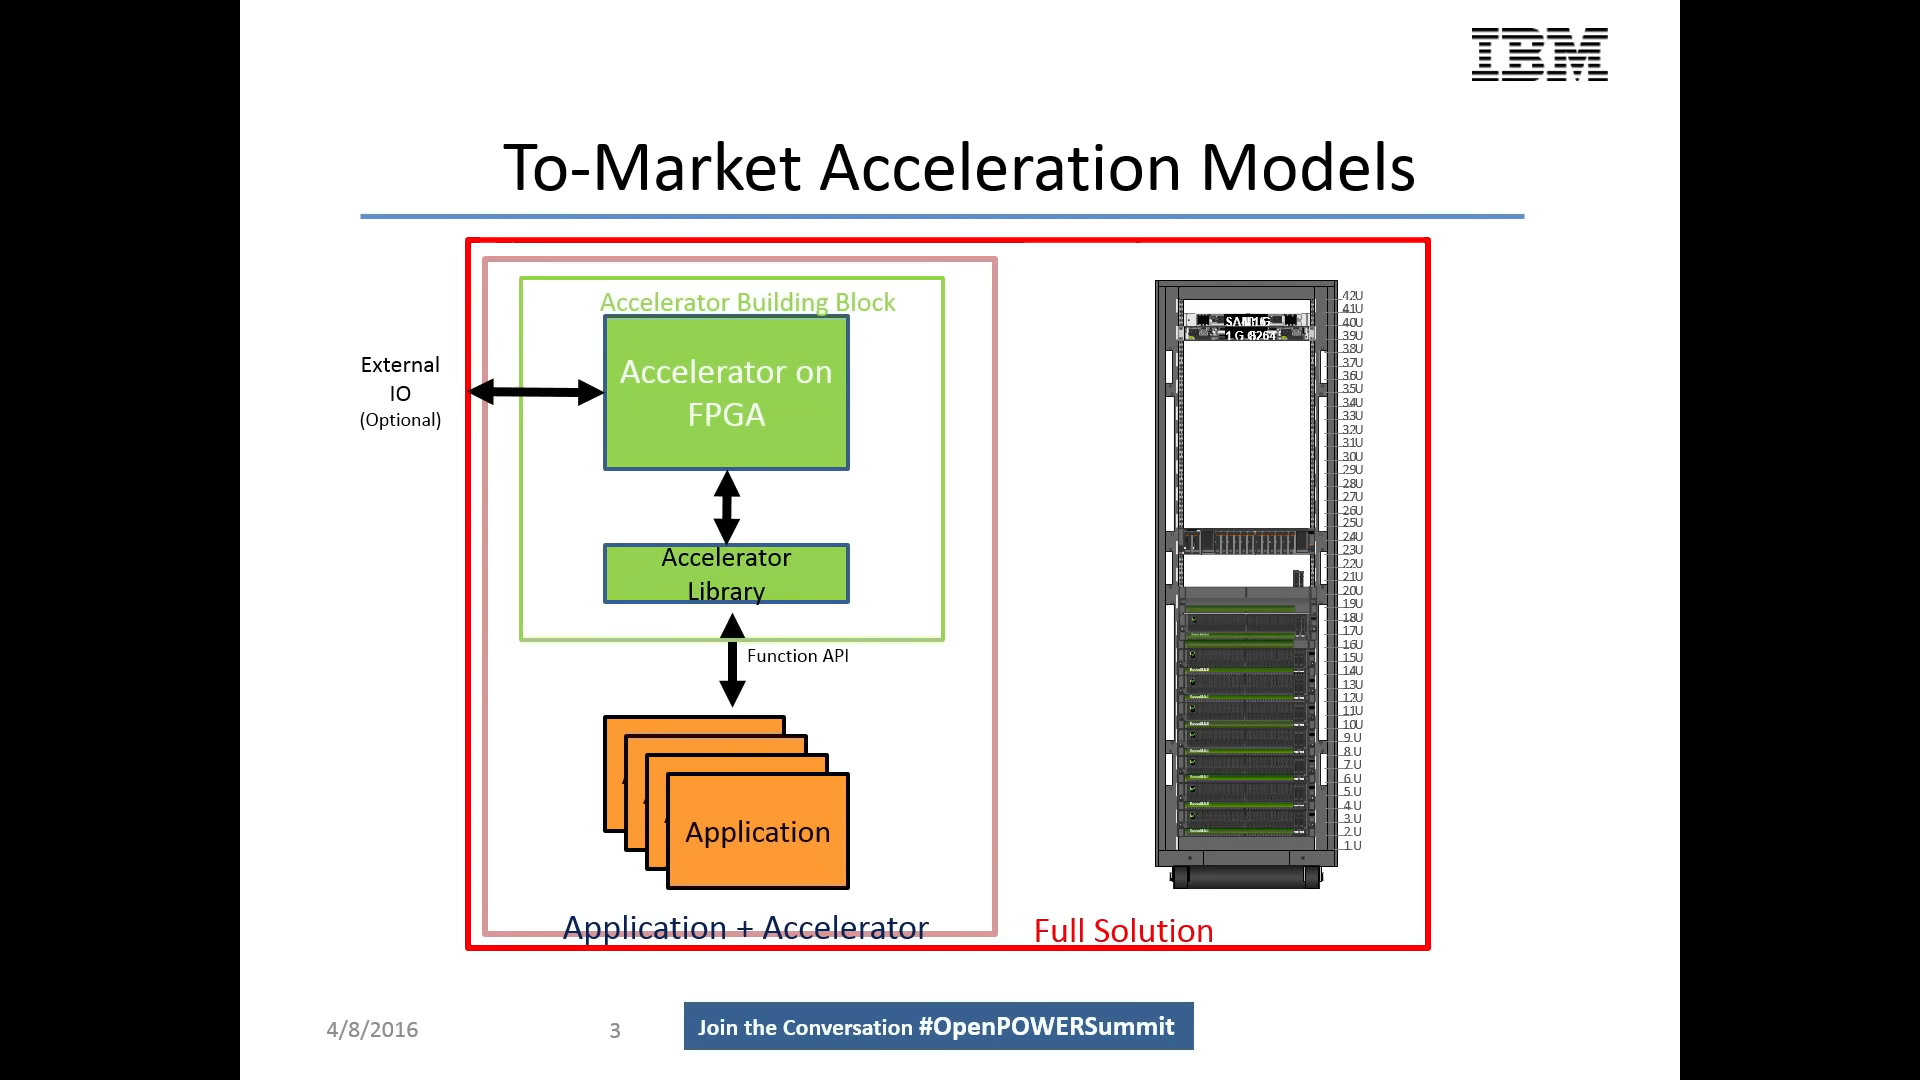 IBM
To-Market Acceleration Models
Accelerator Building Block
Accelerator on
FPGA
External
IO
(Optional)
Accelerator
Library
Function API
Application
Application + Accelerator
Full Solution
42U
41U
40U
39U
38U
37U
36U
35U
34U
33U
32U
31U
30U
29U
28U
27U
26U
25U
24U
23U
22U
21U
20U
19U
18U
17U
16U
15U
14U
13U
12U
11U
10U
9U
8U
7U
6U
5U
4U
3U
2U
1U
4/8/2016
3
Join the Conversation #OpenPOWERSummit